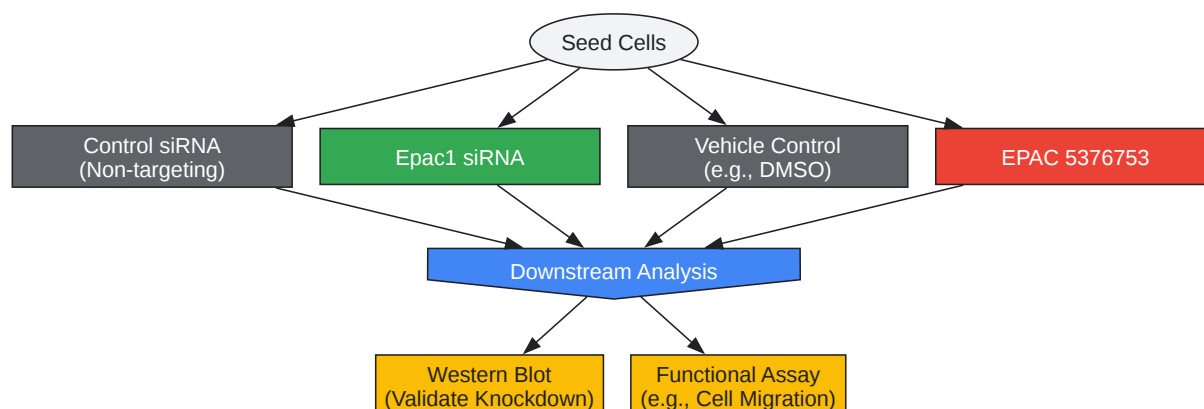 Seed Cells
Control siRNA
(Non-targeting)
Epac1 siRNA
Vehicle Control
(e.g., DMSO)
EPAC 5376753
Downstream Analysis
Western Blot
(Validate Knockdown)
Functional Assay
(e.g., Cell Migration)